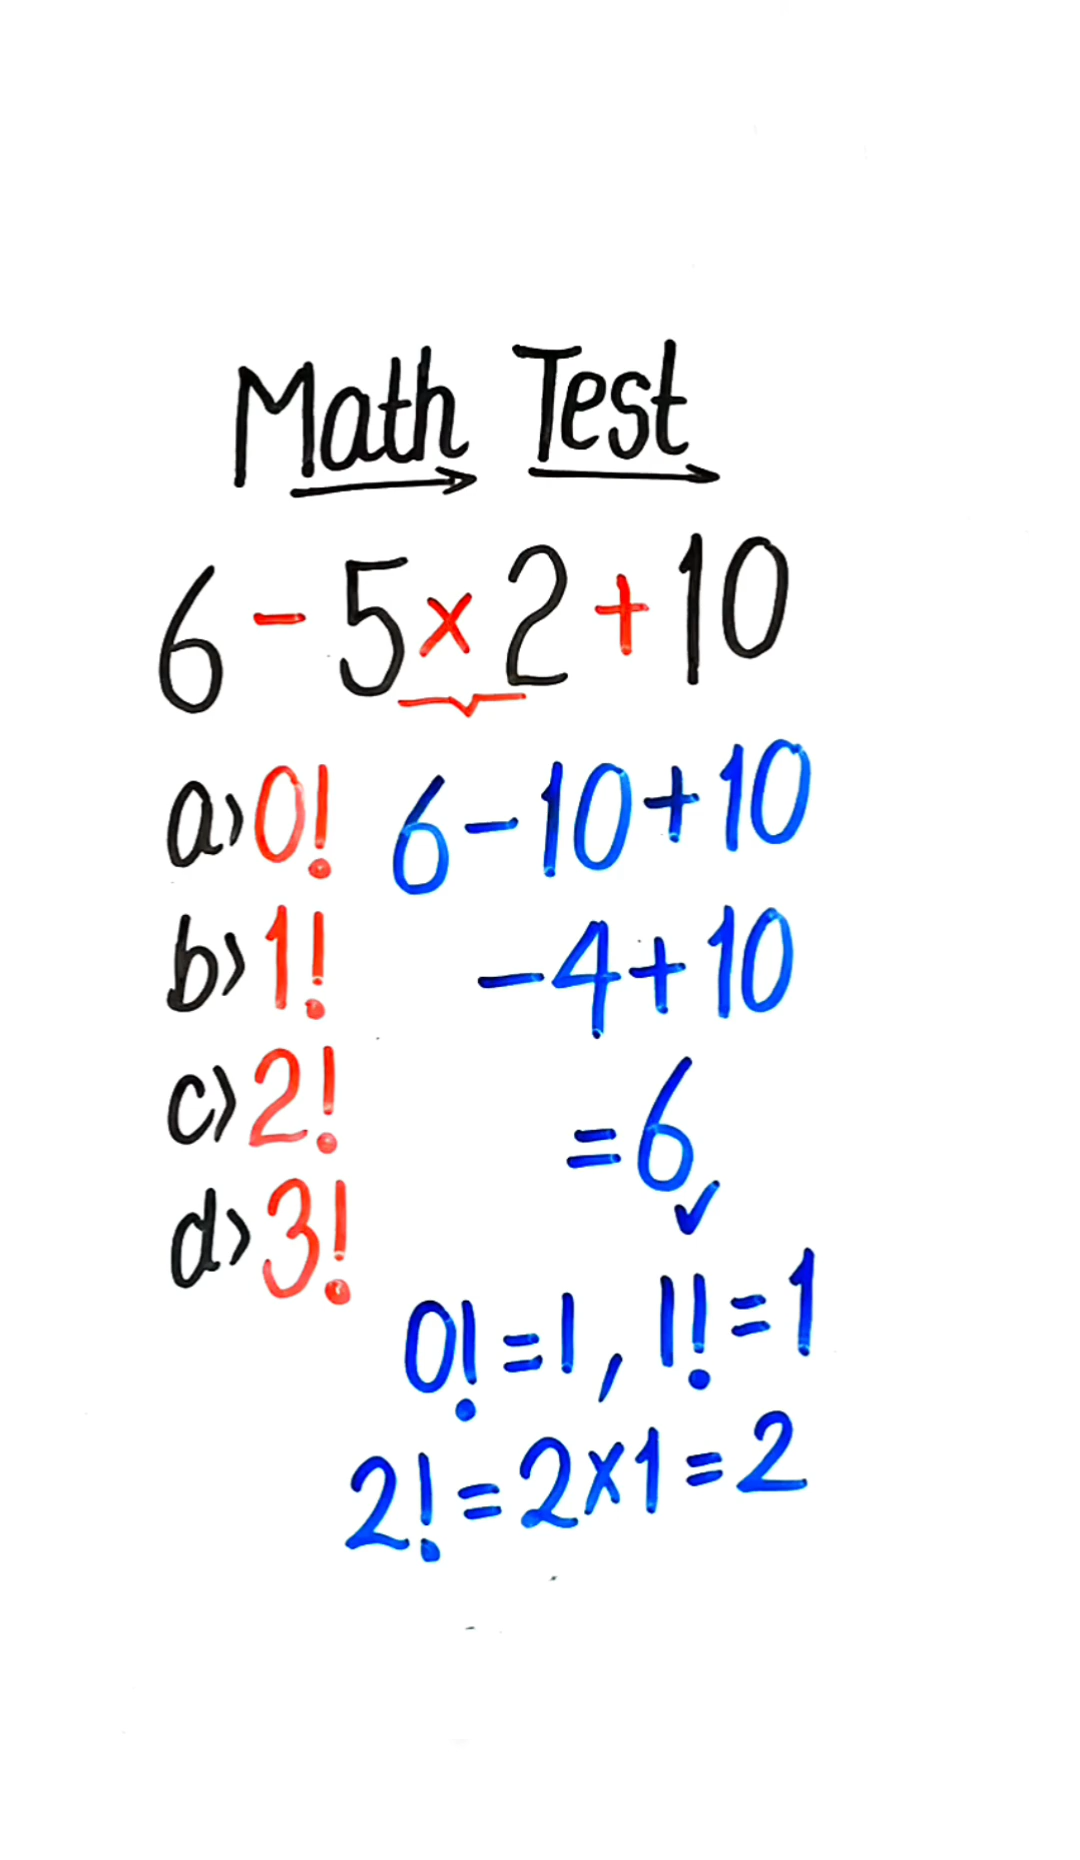 Math Test
6 - 5 × 2 + 10
a) 0! 6 - 10 + 10
b) 1! - 4 + 10
c) 2! = 6 ✓
d) 3!
0! = 1, 1! = 1
2! = 2 × 1 = 2